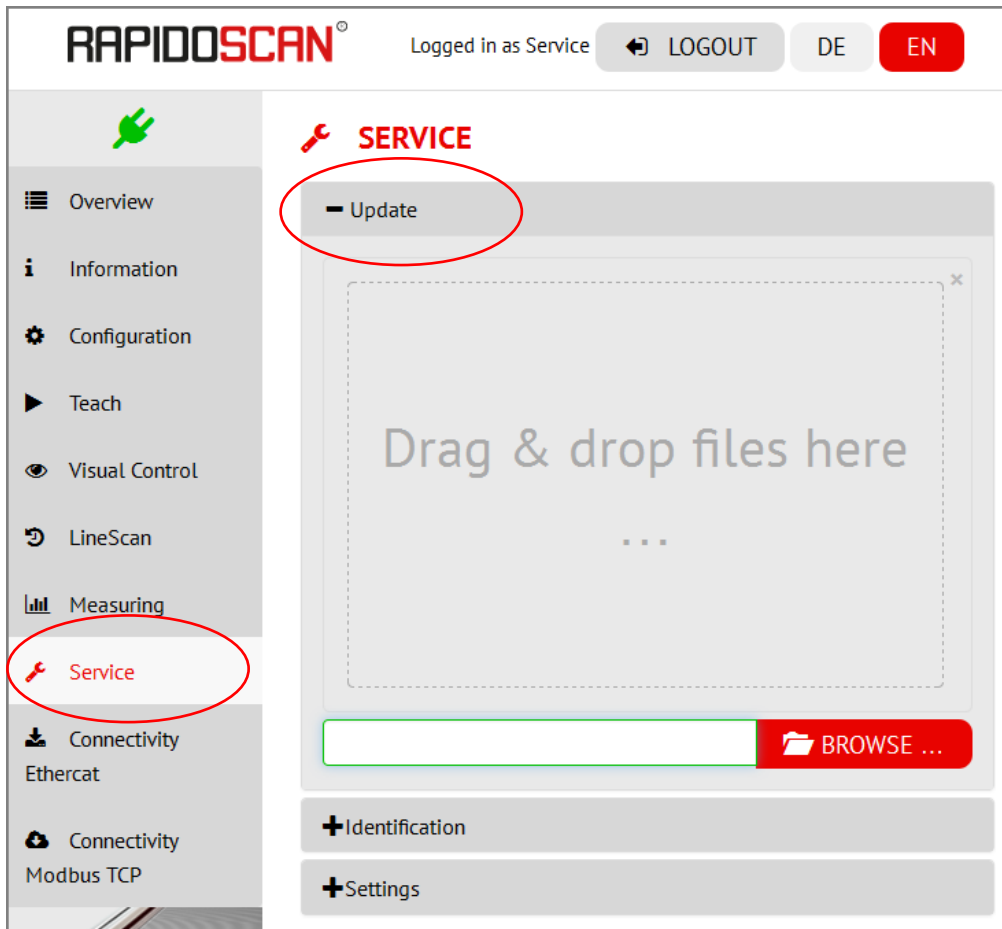 RAPIDOSCAN®
Logged in as Service
LOGOUT
DE
EN
SERVICE
Overview
Information
Configuration
Teach
Visual Control
LineScan
Measuring
Service
Connectivity
Ethercat
Connectivity
Modbus TCP
Update
×
Drag & drop files here
...
BROWSE ...
Identification
Settings